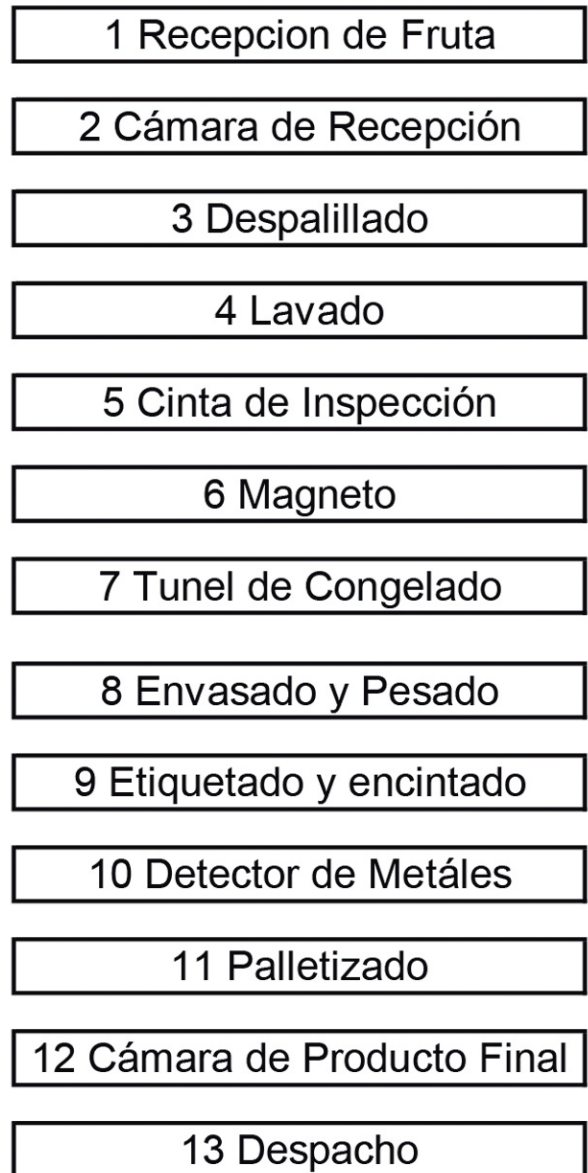 1 Recepcion de Fruta
2 Cámara de Recepción
3 Despalillado
4 Lavado
5 Cinta de Inspección
6 Magneto
7 Tunel de Congelado
8 Envasado y Pesado
9 Etiquetado y encintado
10 Detector de Metáles
11 Palletizado
12 Cámara de Producto Final
13 Despacho